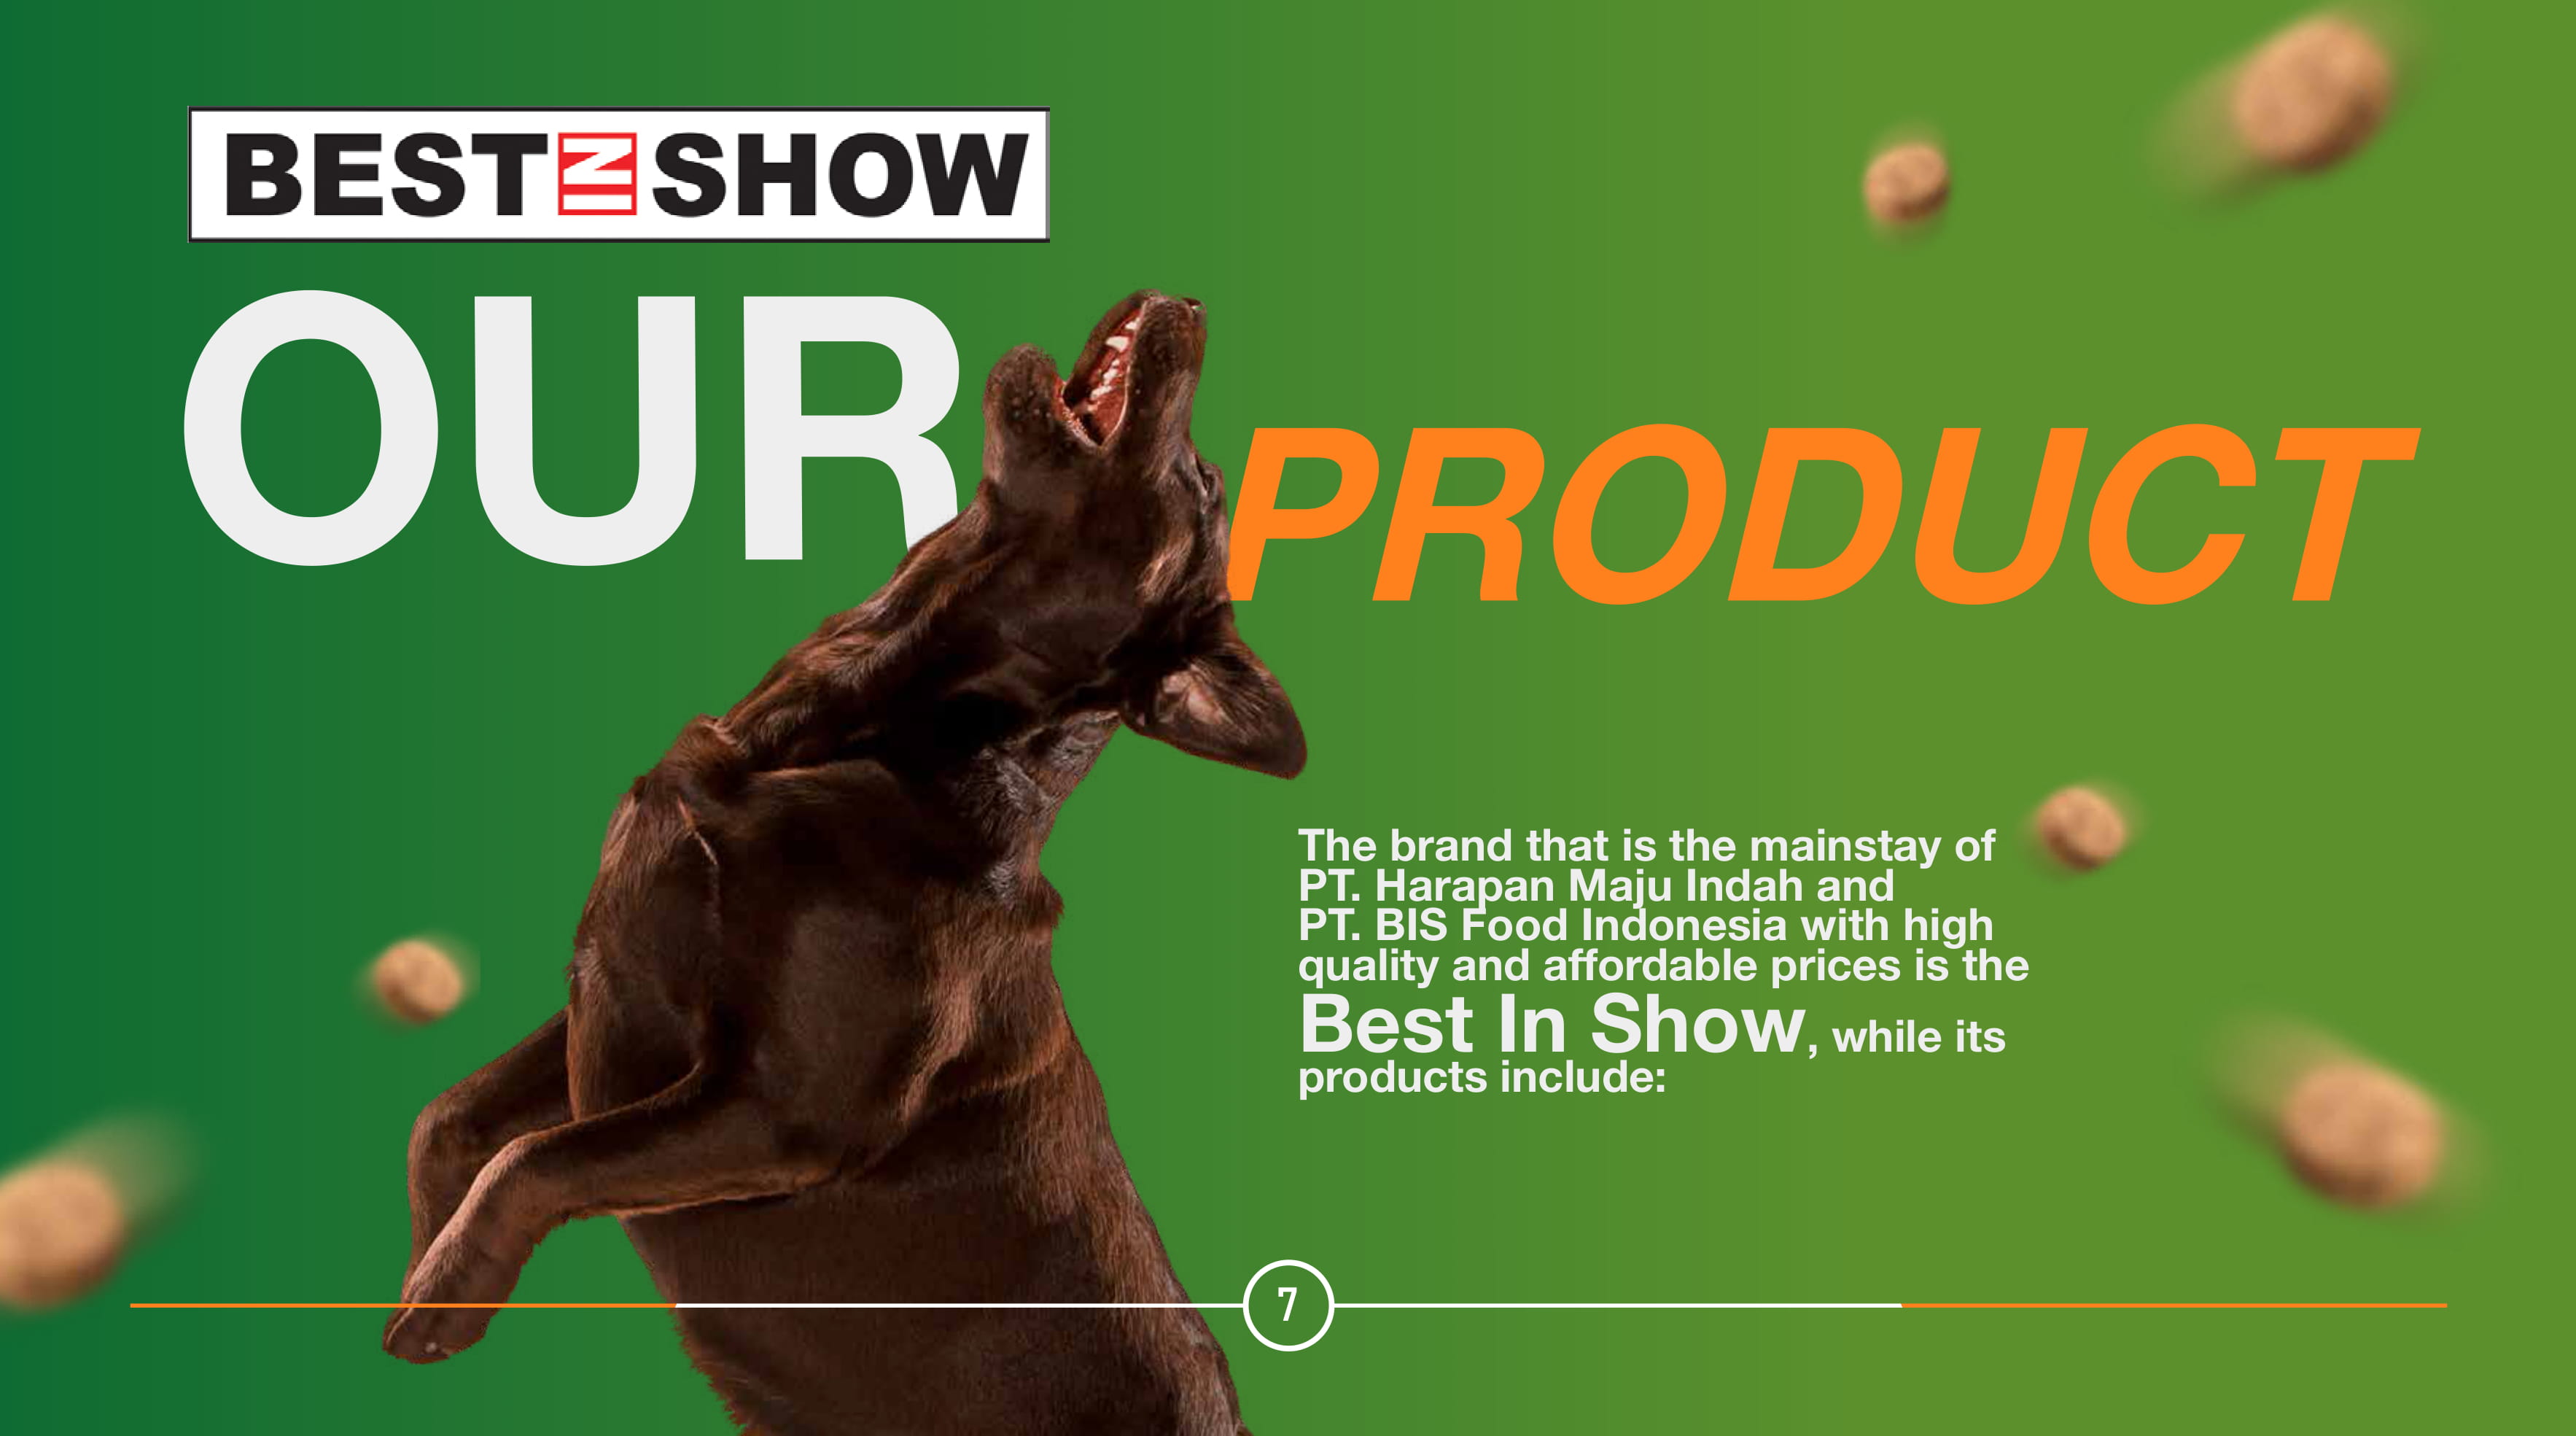 BEST IN SHOW
OUR
PRODUCT
The brand that is the mainstay of
PT. Harapan Maju Indah and
PT. BIS Food Indonesia with high
quality and affordable prices is the
Best In Show, while its
products include:
7